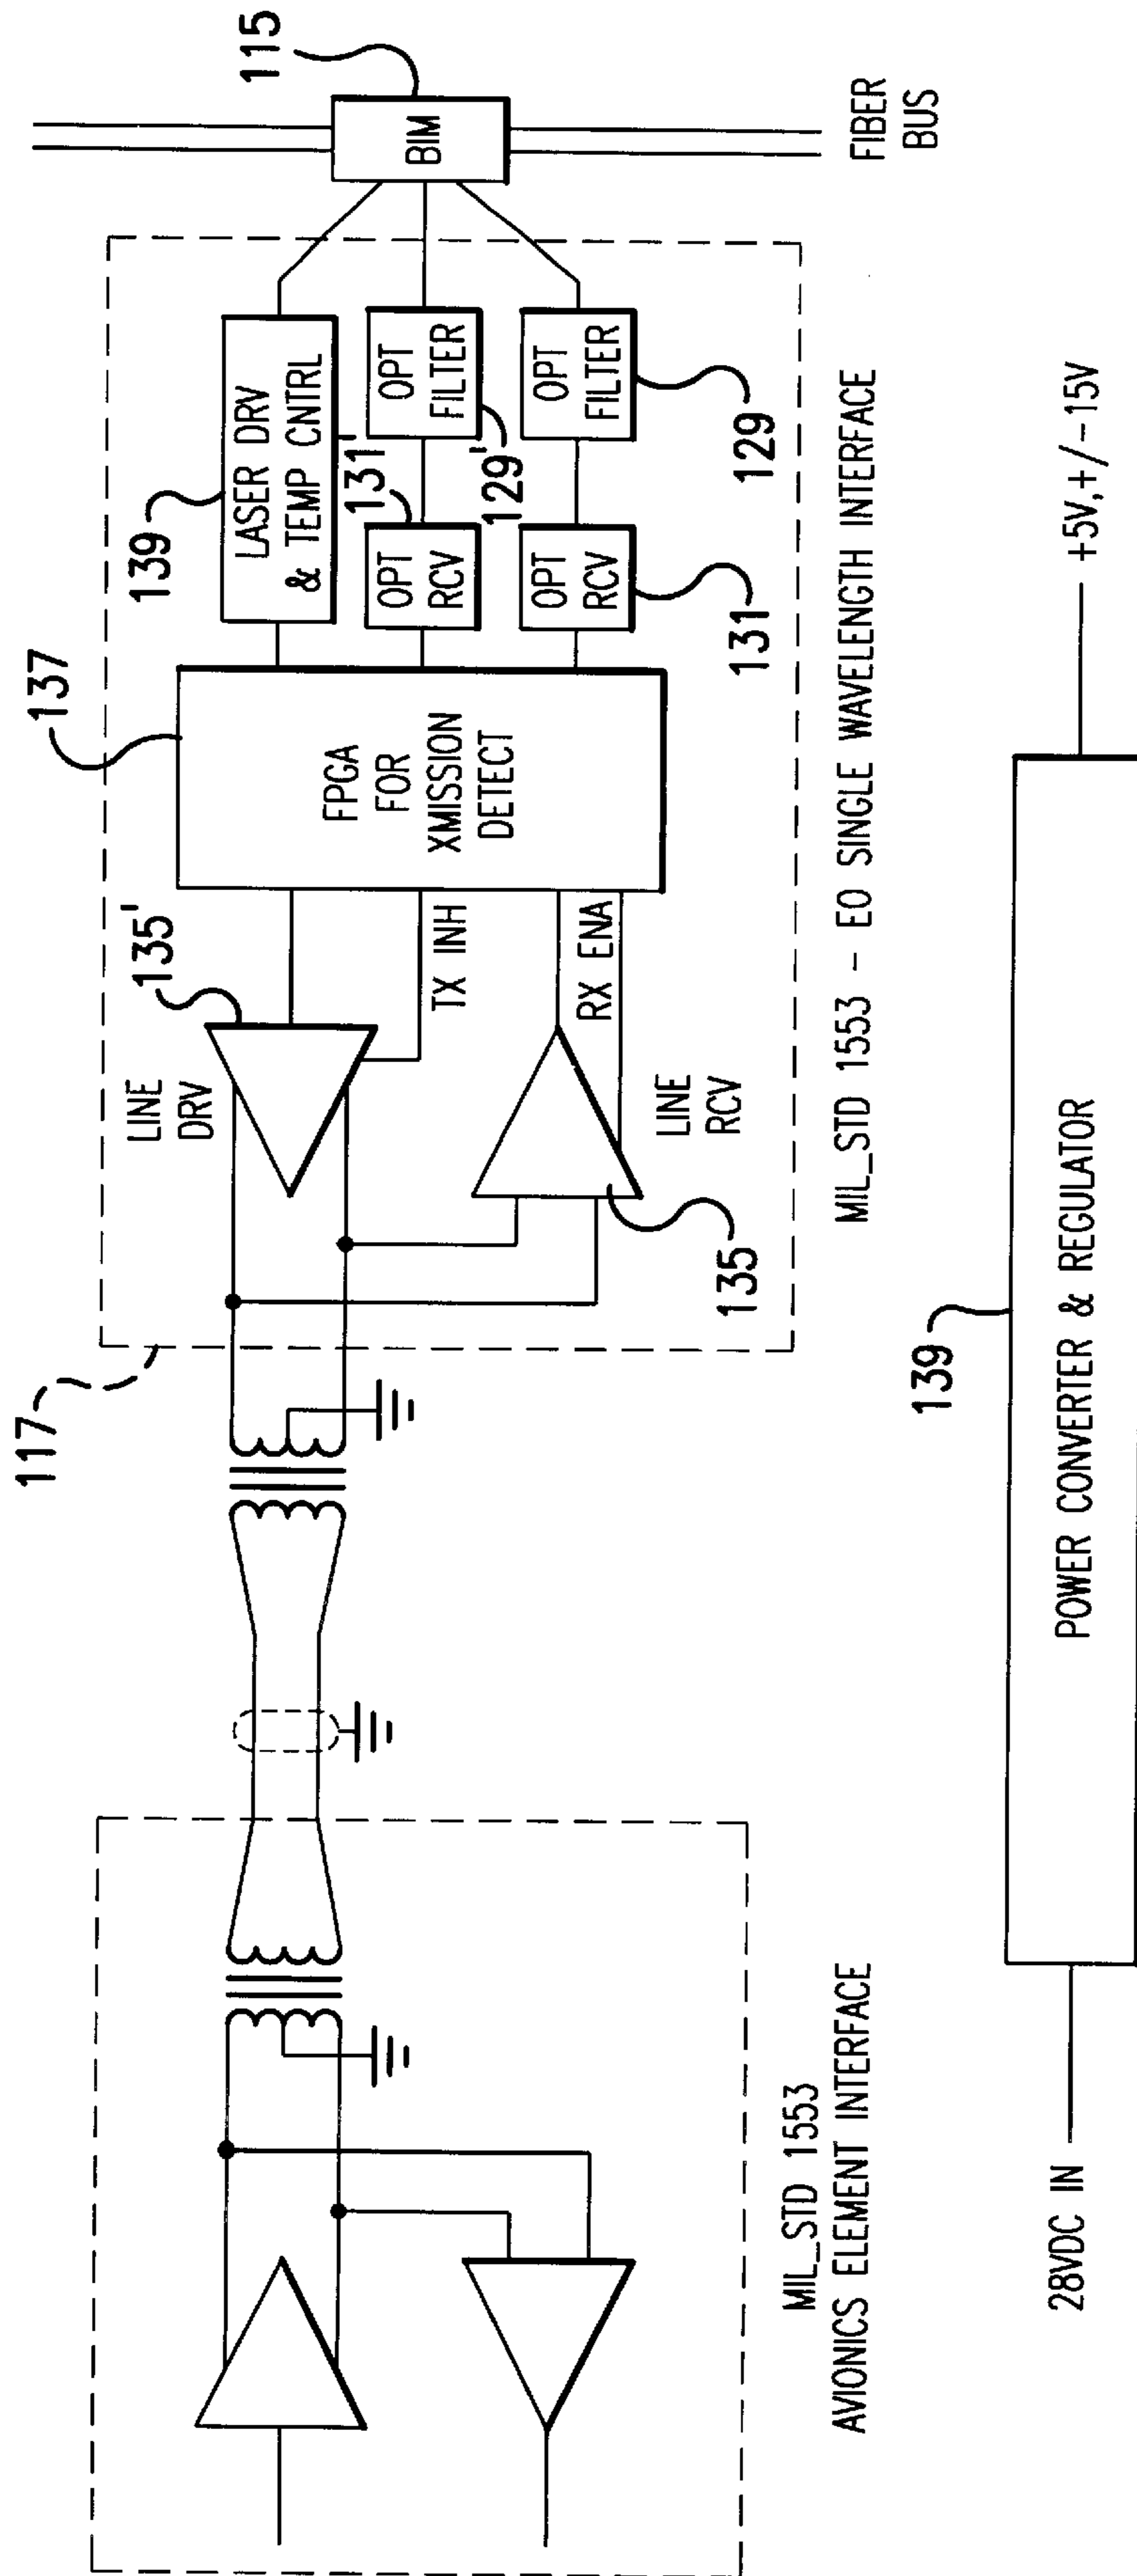 117
137
139
115
LASER DRV
& TEMP CNTRL
BIM
131'
OPT
RCV
OPT
FILTER
129'
OPT
RCV
OPT
FILTER
131
129
FPGA
FOR
XMISSION
DETECT
135'
LINE
DRV
TX INH
RX ENA
LINE
RCV
135
FIBER
BUS
MIL_STD 1553
AVIONICS ELEMENT INTERFACE
MIL_STD 1553 - EO SINGLE WAVELENGTH INTERFACE
139
28VDC IN
POWER CONVERTER & REGULATOR
+5V,+/-15V